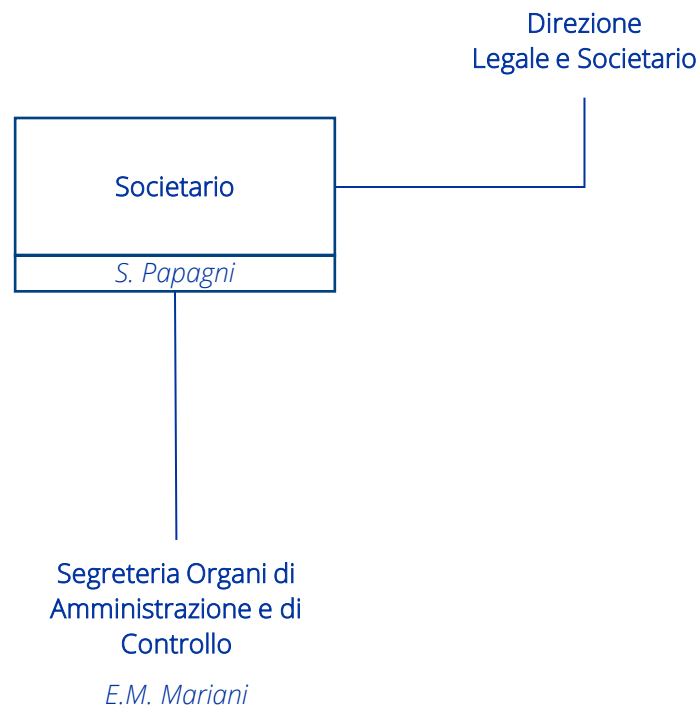 Direzione
Legale e Societario
Societario
S. Papagni
Segreteria Organi di
Amministrazione e di
Controllo
E.M. Mariani